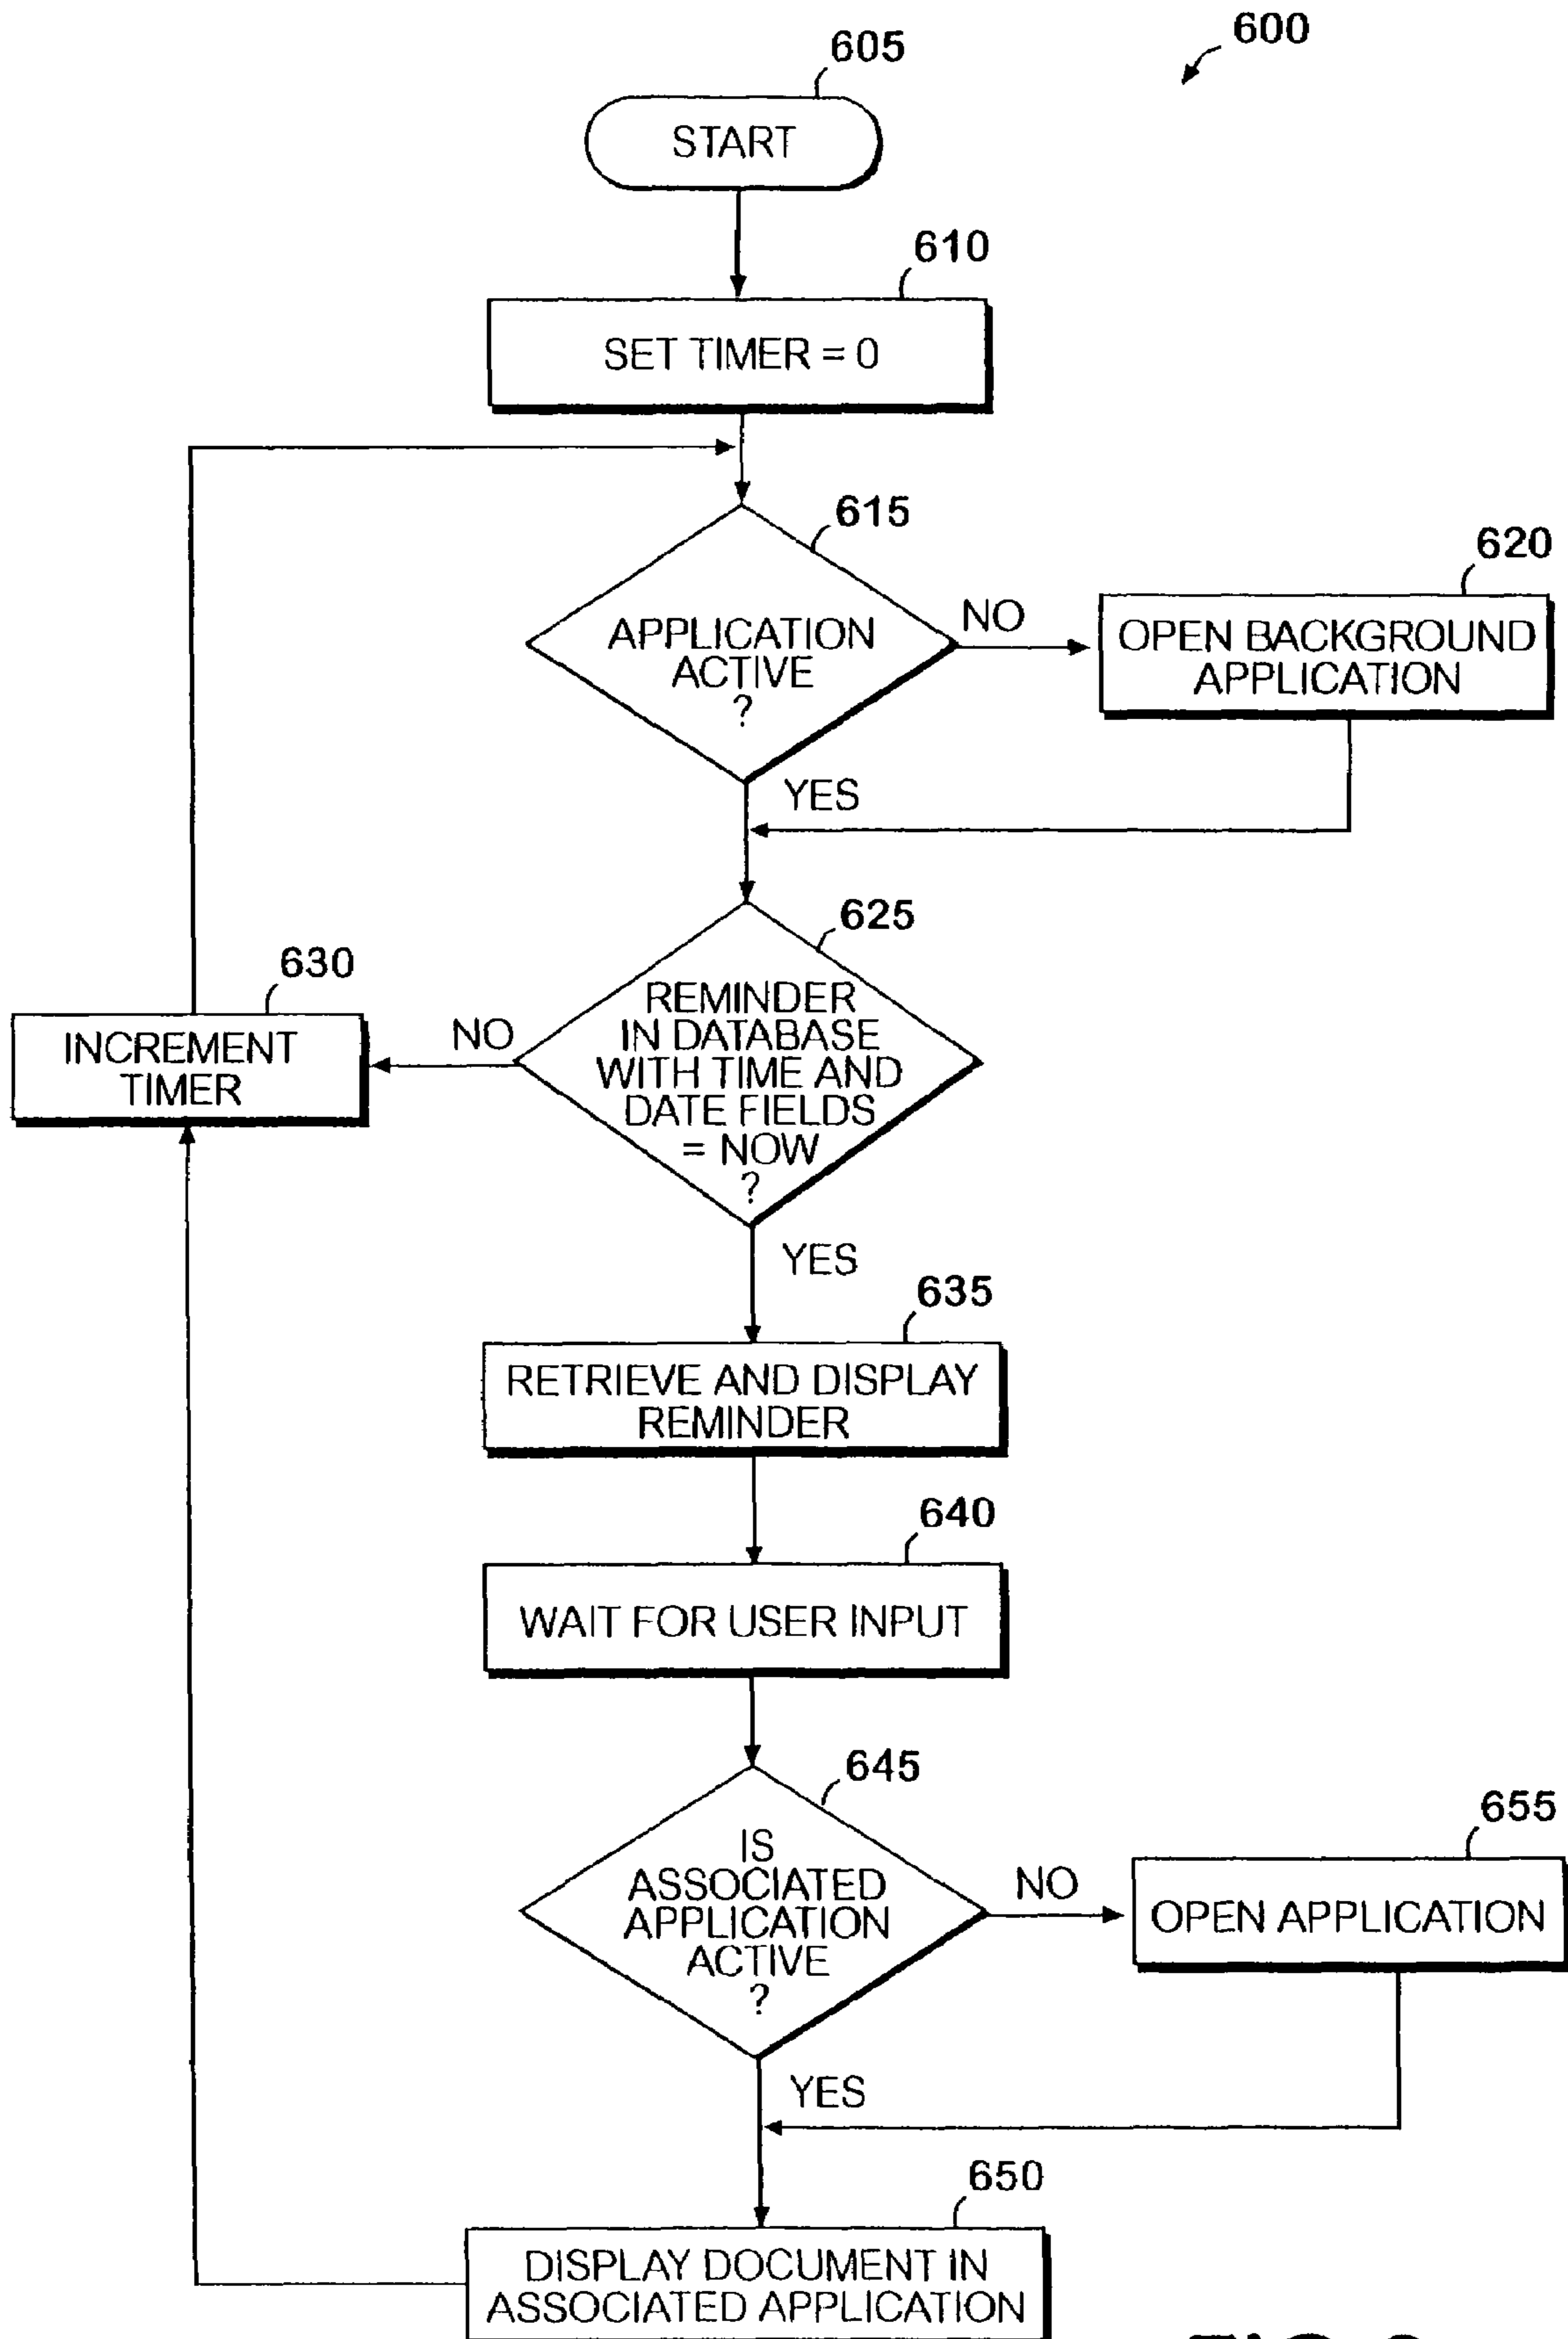 600
605
START
610
SET TIMER = 0
615
APPLICATION
ACTIVE
?
NO
620
OPEN BACKGROUND
APPLICATION
YES
625
REMINDER
IN DATABASE
WITH TIME AND
DATE FIELDS
= NOW
?
NO
630
INCREMENT
TIMER
YES
635
RETRIEVE AND DISPLAY
REMINDER
640
WAIT FOR USER INPUT
645
IS
ASSOCIATED
APPLICATION
ACTIVE
?
NO
655
OPEN APPLICATION
YES
650
DISPLAY DOCUMENT IN
ASSOCIATED APPLICATION